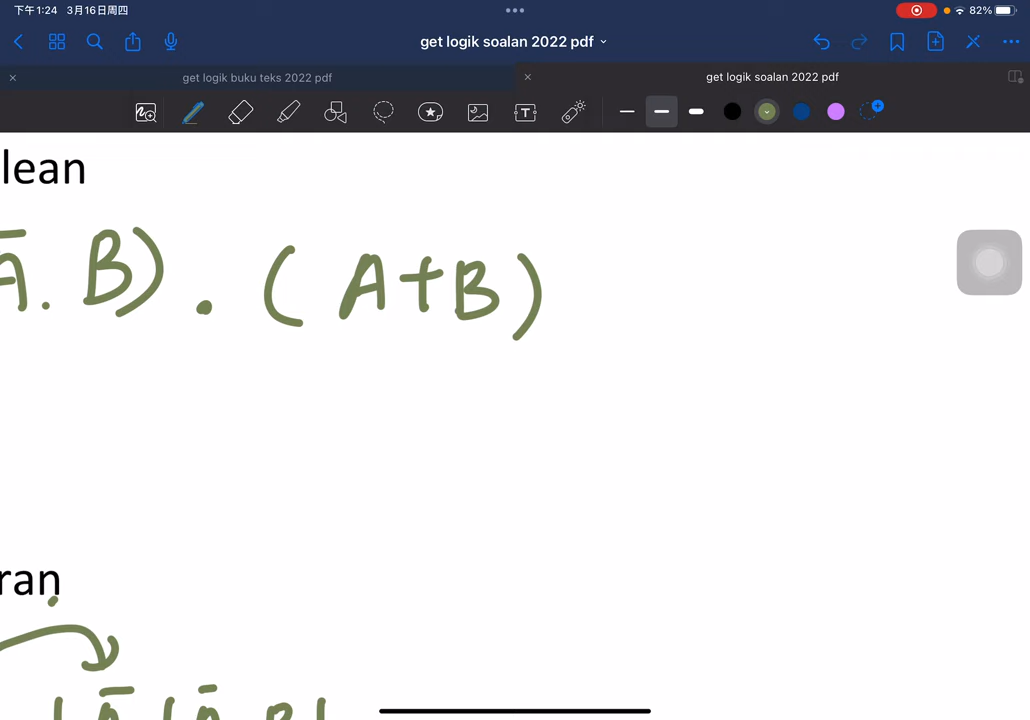 下午1:24 3月16日周四 82%
get logik soalan 2022 pdf
get logik buku teks 2022 pdf get logik soalan 2022 pdf
T
lean
Ā . B) . ( A+B )
ran